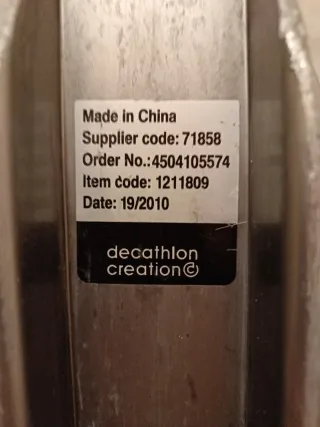 Made in China
Supplier code: 71858
Order No.:4504105574
Item code: 1211809
Date: 19/2010
decathlon
creation©